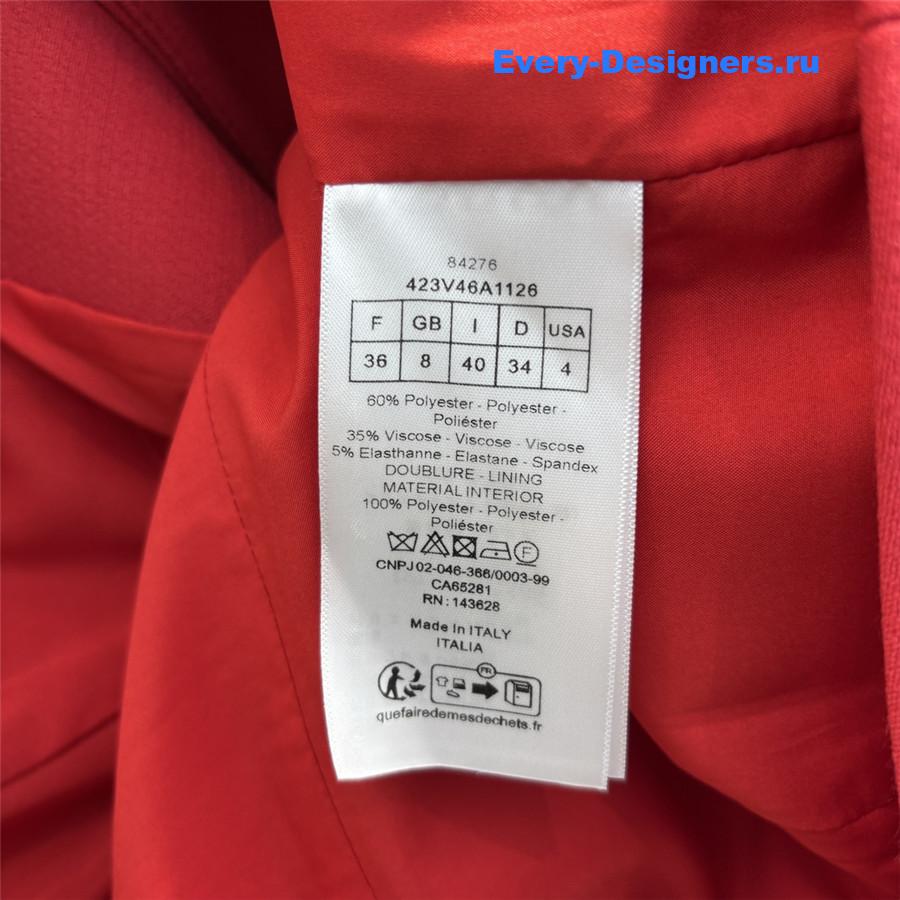 Every-Designers.ru
84276
423V46A1126
F GB I D USA
36 8 40 34 4
60% Polyester - Polyester -
Poliéster
35% Viscose - Viscose - Viscose
5% Elasthanne - Elastane - Spandex
DOUBLURE - LINING
MATERIAL INTERIOR
100% Polyester - Polyester -
Poliéster
F
CNPJ 02-046-366/0003-99
CA65281
RN : 143628
Made In ITALY
ITALIA
FR
quefairedemesdechets.fr